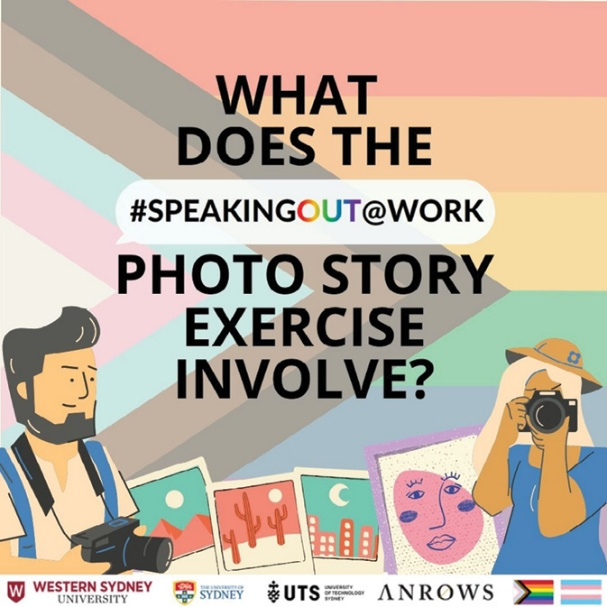 WHAT
DOES THE
#SPEAKINGOUT@WORK
PHOTO STORY
EXERCISE
INVOLVE?
W WESTERN SYDNEY
UNIVERSITY
THE UNIVERSITY OF
SYDNEY
UTS
UNIVERSITY
OF TECHNOLOGY
SYDNEY
ANROWS